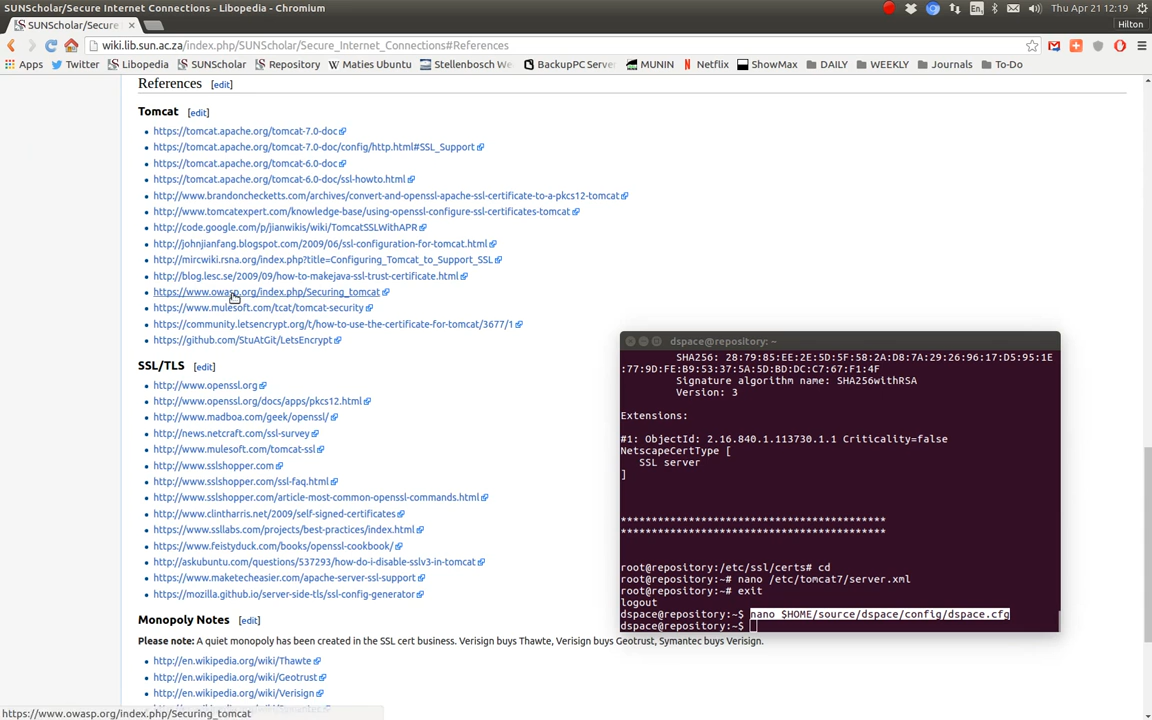 SUNScholar/Secure Internet Connections - Libopedia - Chromium
En
Thu Apr 21 12:19
SUNScholar/Secure
Hilton
wiki.lib.sun.ac.za/index.php/SUNScholar/Secure_Internet_Connections#References
Apps Twitter Libopedia SUNScholar Repository Maties Ubuntu Stellenbosch We BackupPC Server MUNIN Netflix ShowMax DAILY WEEKLY Journals To-Do
References [edit]
Tomcat [edit]
https://tomcat.apache.org/tomcat-7.0-doc
https://tomcat.apache.org/tomcat-7.0-doc/config/http.html#SSL_Support
https://tomcat.apache.org/tomcat-6.0-doc
https://tomcat.apache.org/tomcat-6.0-doc/ssl-howto.html
http://www.brandonchecketts.com/archives/convert-and-openssl-apache-ssl-certificate-to-a-pkcs12-tomcat
http://www.tomcatexpert.com/knowledge-base/using-openssl-configure-ssl-certificates-tomcat
http://code.google.com/p/jianwikis/wiki/TomcatSSLWithAPR
http://johnjianfang.blogspot.com/2009/06/ssl-configuration-for-tomcat.html
http://mircwiki.rsna.org/index.php?title=Configuring_Tomcat_to_Support_SSL
http://blog.lesc.se/2009/09/how-to-makejava-ssl-trust-certificate.html
https://www.owasp.org/index.php/Securing_tomcat
https://www.mulesoft.com/tcat/tomcat-security
https://community.letsencrypt.org/t/how-to-use-the-certificate-for-tomcat/3677/1
https://github.com/StuAtGit/LetsEncrypt
SSL/TLS [edit]
http://www.openssl.org
http://www.openssl.org/docs/apps/pkcs12.html
http://www.madboa.com/geek/openssl/
http://news.netcraft.com/ssl-survey
http://www.mulesoft.com/tomcat-ssl
http://www.sslshopper.com
http://www.sslshopper.com/ssl-faq.html
http://www.sslshopper.com/article-most-common-openssl-commands.html
http://www.clintharris.net/2009/self-signed-certificates
https://www.ssllabs.com/projects/best-practices/index.html
https://www.feistyduck.com/books/openssl-cookbook/
http://askubuntu.com/questions/537293/how-do-i-disable-sslv3-in-tomcat
https://www.maketecheasier.com/apache-server-ssl-support
https://mozilla.github.io/server-side-tls/ssl-config-generator
Monopoly Notes [edit]
Please note: A quiet monopoly has been created in the SSL cert business. Verisign buys Thawte, Verisign buys Geotrust, Symantec buys Verisign.
http://en.wikipedia.org/wiki/Thawte
http://en.wikipedia.org/wiki/Geotrust
http://en.wikipedia.org/wiki/Verisign
https://www.owasp.org/index.php/Securing_tomcat
dspace@repository: ~
SHA256: 28:79:85:EE:2E:5D:5F:58:2A:D8:7A:29:26:96:17:D5:95:1E
:77:9D:FE:B9:53:37:5A:5D:BD:DC:C7:67:F1:4F
Signature algorithm name: SHA256withRSA
Version: 3
Extensions:
#1: ObjectId: 2.16.840.1.113730.1.1 Criticality=false
NetscapeCertType [
SSL server
]
*******************************************
*******************************************
root@repository:/etc/ssl/certs# cd
root@repository:~# nano /etc/tomcat7/server.xml
root@repository:~# exit
logout
dspace@repository:~$ nano $HOME/source/dspace/config/dspace.cfg
dspace@repository:~$